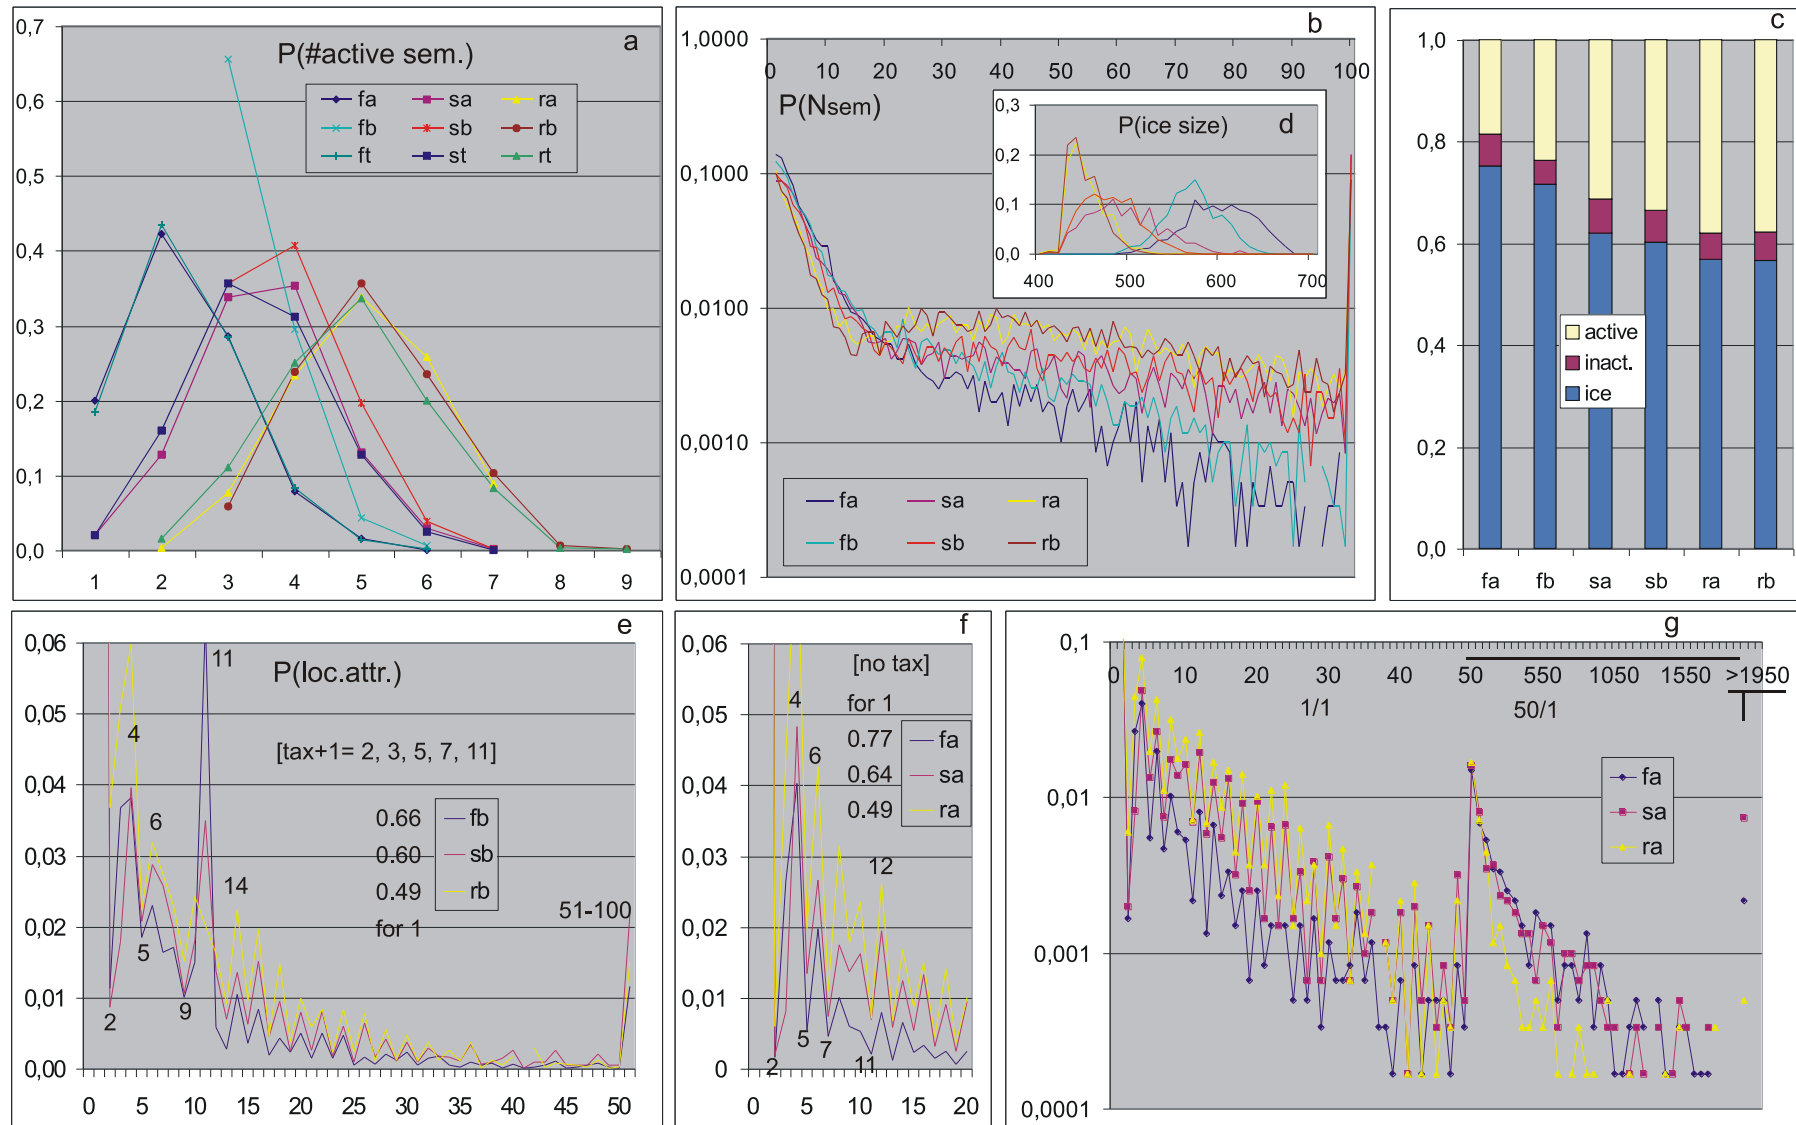 a
P(#active sem.)
fa sa ra
fb sb rb
ft st rt
0,7
0,6
0,5
0,4
0,3
0,2
0,1
0,0
1 2 3 4 5 6 7 8 9
b
1,0000
0,1000
0,0100
0,0010
0,0001
0 10 20 30 40 50 60 70 80 90 100
P(Nsem)
fa sa ra
fb sb rb
d
P(ice size)
0,3
0,2
0,1
0,0
400 500 600 700
c
1,0
0,8
0,6
0,4
0,2
0,0
active
inact.
ice
fa fb sa sb ra rb
e
P(loc.attr.)
0,06
0,05
0,04
0,03
0,02
0,01
0,00
11
4
[tax+1= 2, 3, 5, 7, 11]
6
0.66 fb
0.60 sb
0.49 rb
for 1
14
51-100
5
9
2
0 5 10 15 20 25 30 35 40 45 50
f
0,06
0,05
0,04
0,03
0,02
0,01
0
[no tax]
for 1
0.77 fa
0.64 sa
0.49 ra
4
6
12
5
7
11
2
0 5 10 15 20
g
0,1
0,01
0,001
0,0001
0 10 20 30 40 50 550 1050 1550 >1950
1/1 50/1
fa
sa
ra